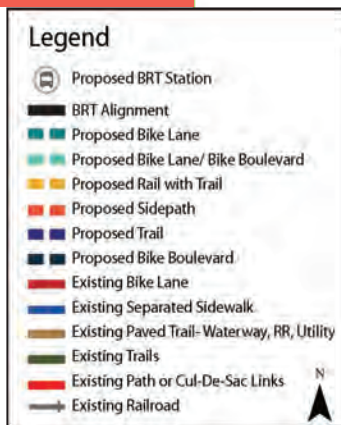 Legend
Proposed BRT Station
BRT Alignment
Proposed Bike Lane
Proposed Bike Lane/ Bike Boulevard
Proposed Rail with Trail
Proposed Sidepath
Proposed Trail
Proposed Bike Boulevard
Existing Bike Lane
Existing Separated Sidewalk
Existing Paved Trail- Waterway, RR, Utility
Existing Trails
Existing Path or Cul-De-Sac Links
Existing Railroad
N